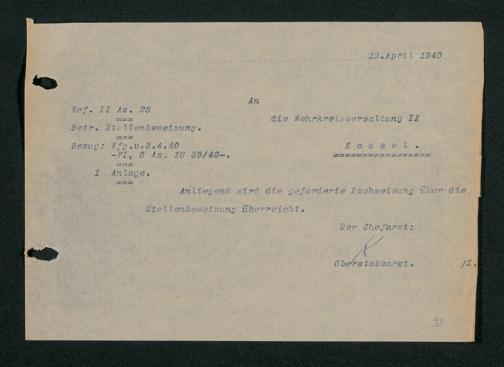 10.April 1940
An
Ref. II Az. 25
die Wehrkreisverwaltung IX
Betr. Stellenbesetzung.
Bezug: Vfg.v.3.4.40
Kassel.
-PI, 8 Az. 16 39/40-.
1 Anlage.
Anliegend wird die geforderte Nachweisung über die
Stellenbesetzung überreicht.
Der Chefarzt:
Oberstabsarzt.